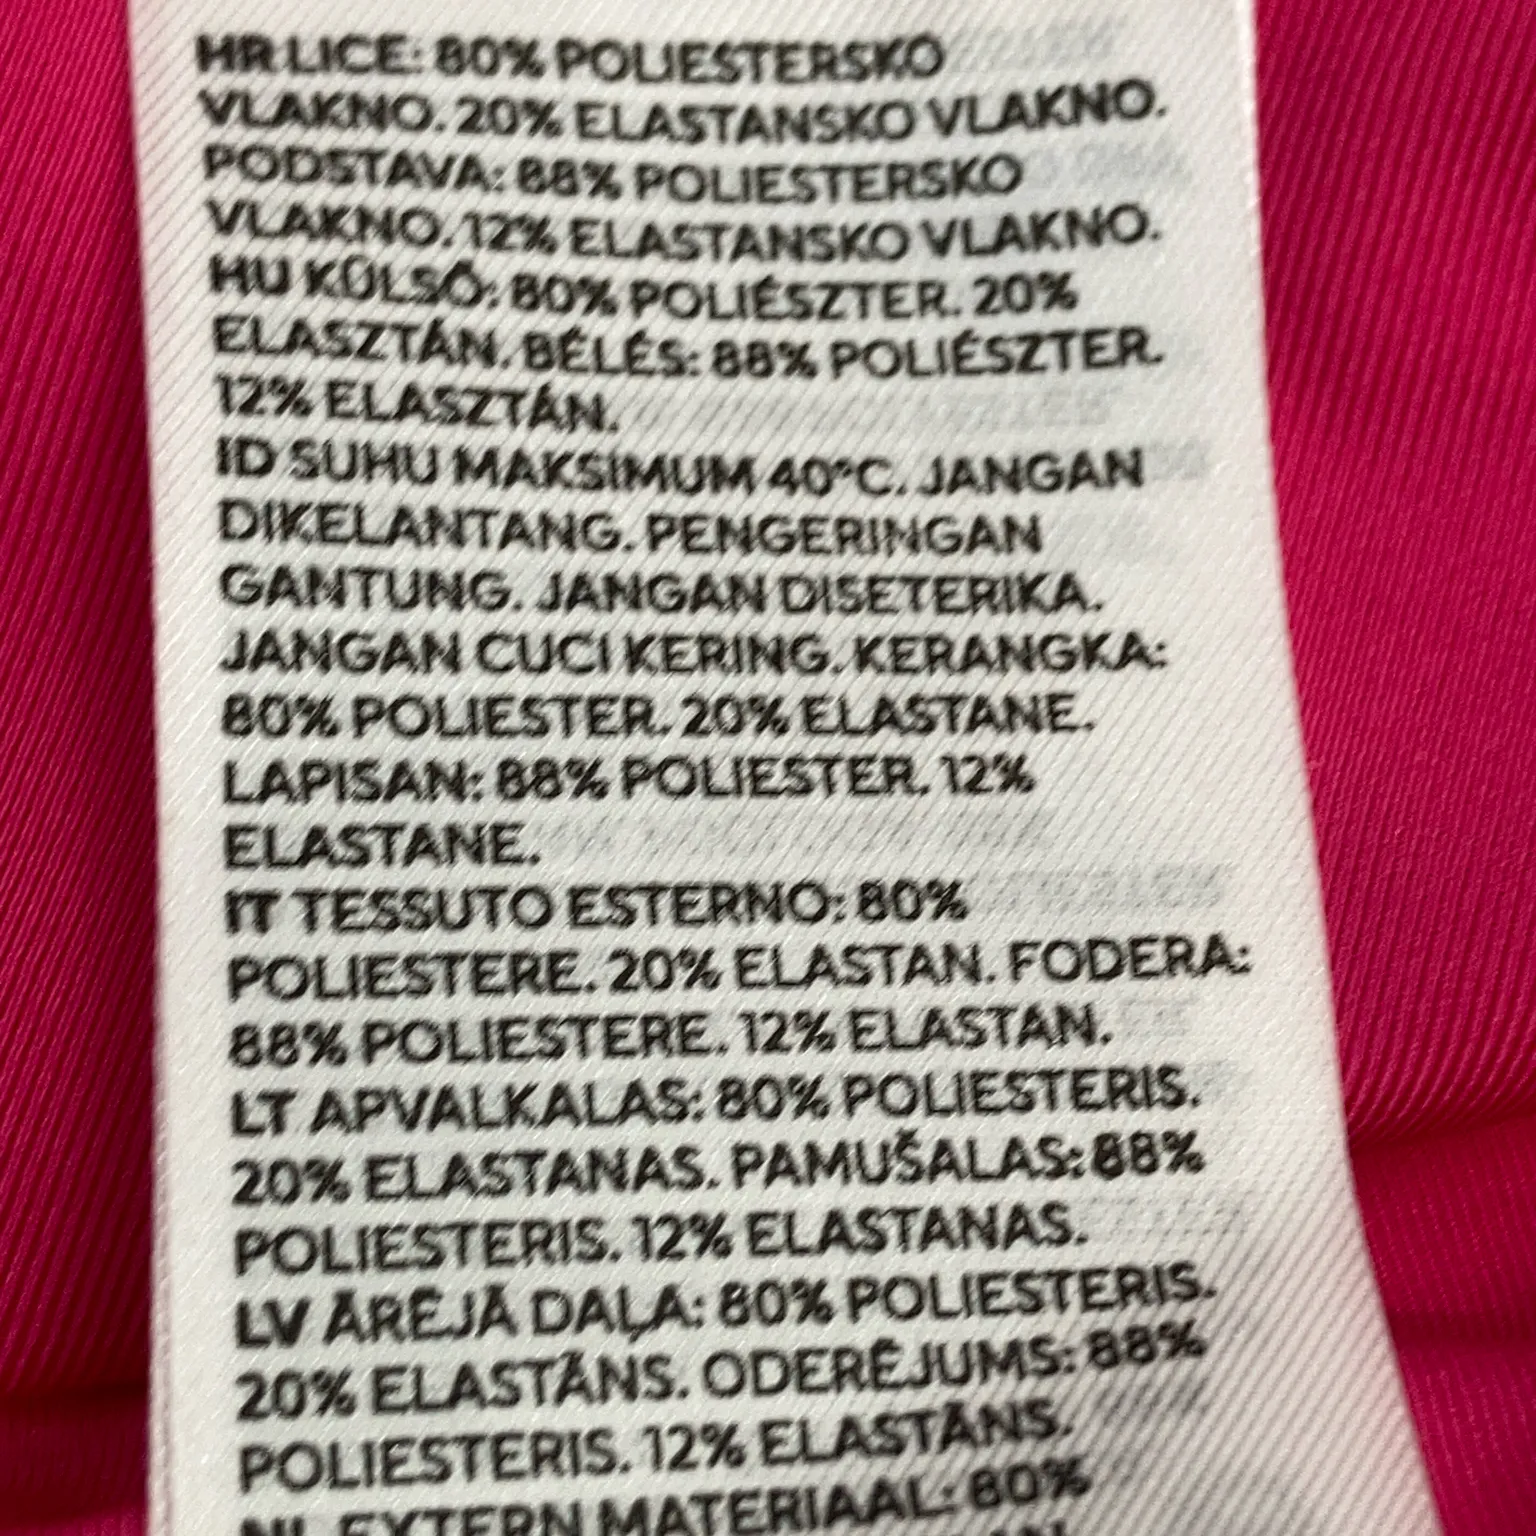 HR LICE: 80% POLIESTERSKO
VLAKNO. 20% ELASTANSKO VLAKNO.
PODSTAVA: 88% POLIESTERSKO
VLAKNO. 12% ELASTANSKO VLAKNO.
HU KÜLSŐ: 80% POLIÉSZTER. 20%
ELASZTÁN. BÉLÉS: 88% POLIÉSZTER.
12% ELASZTÁN.
ID SUHU MAKSIMUM 40°C. JANGAN
DIKELANTANG. PENGERINGAN
GANTUNG. JANGAN DISETERIKA.
JANGAN CUCI KERING. KERANGKA:
80% POLIESTER. 20% ELASTANE.
LAPISAN: 88% POLIESTER. 12%
ELASTANE.
IT TESSUTO ESTERNO: 80%
POLIESTERE. 20% ELASTAN. FODERA:
88% POLIESTERE. 12% ELASTAN.
LT APVALKALAS: 80% POLIESTERIS.
20% ELASTANAS. PAMUŠALAS: 88%
POLIESTERIS. 12% ELASTANAS.
LV ĀRĒJĀ DAĻA: 80% POLIESTERIS.
20% ELASTĀNS. ODERĒJUMS: 88%
POLIESTERIS. 12% ELASTĀNS.
NL EXTERN MATERIAAL: 80%